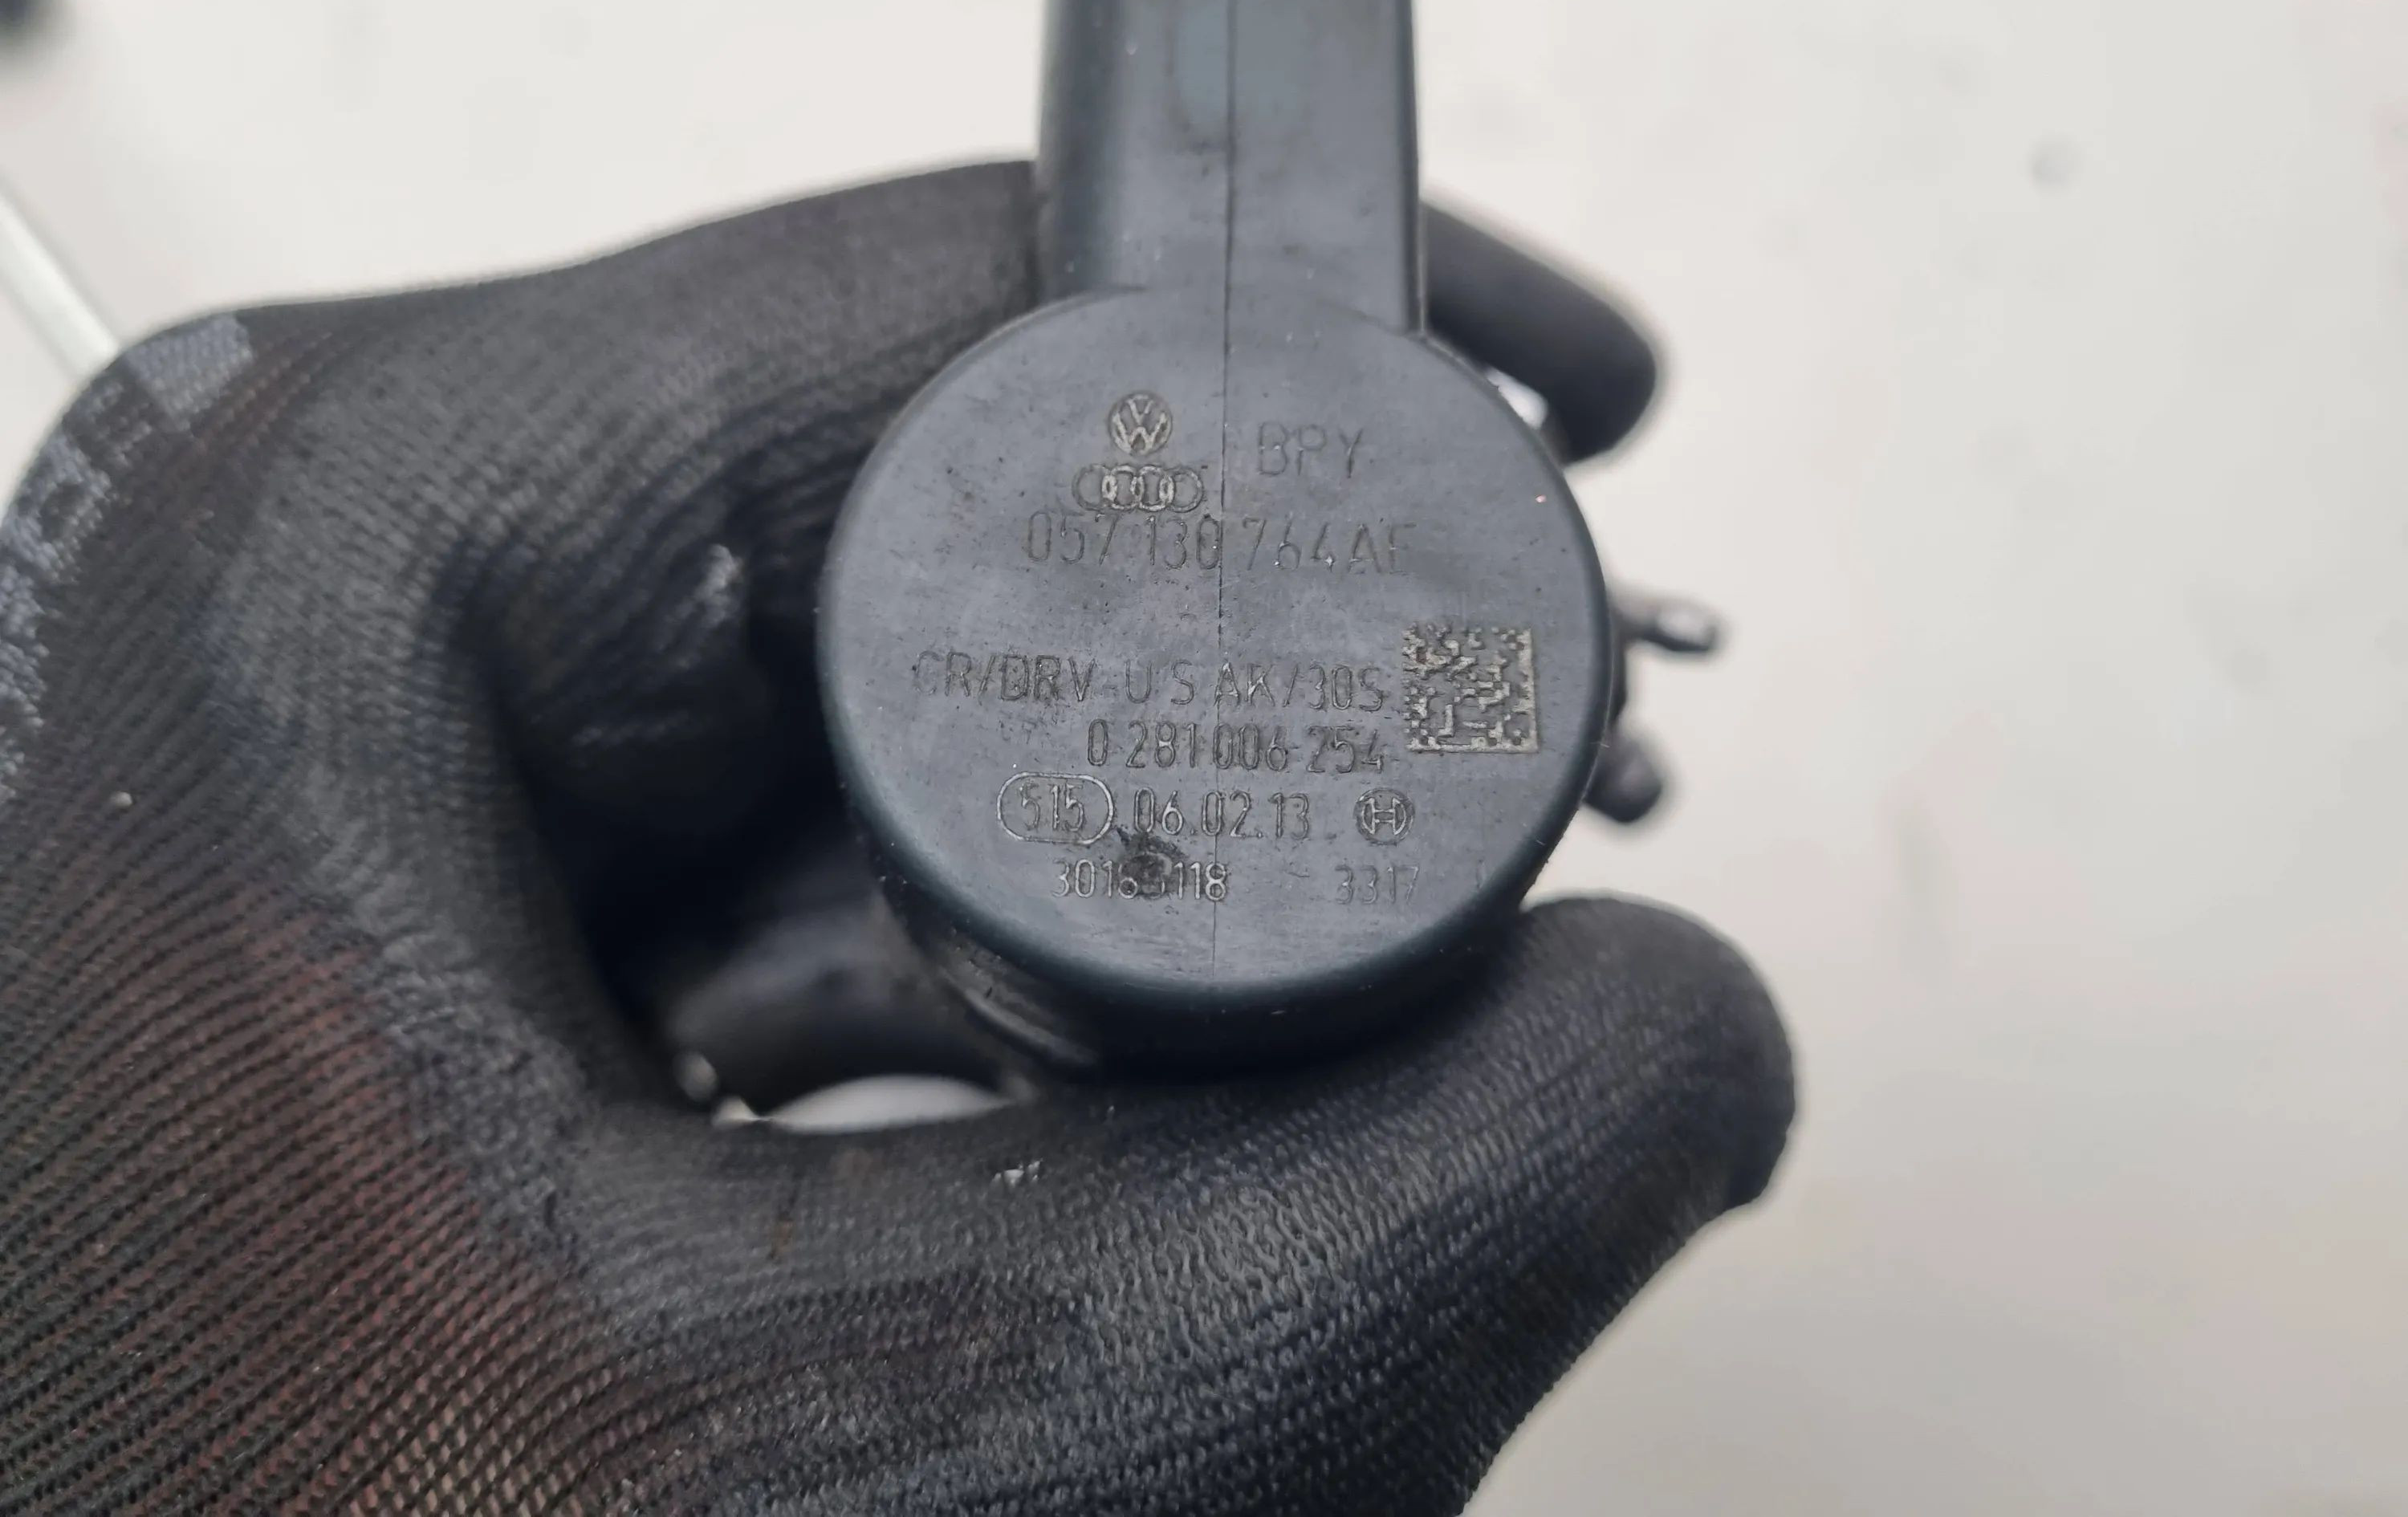 BPY
057 130 764 AE
CR/DRV-U S AK/30S
0 281 006 254
515 06.02.13
3317